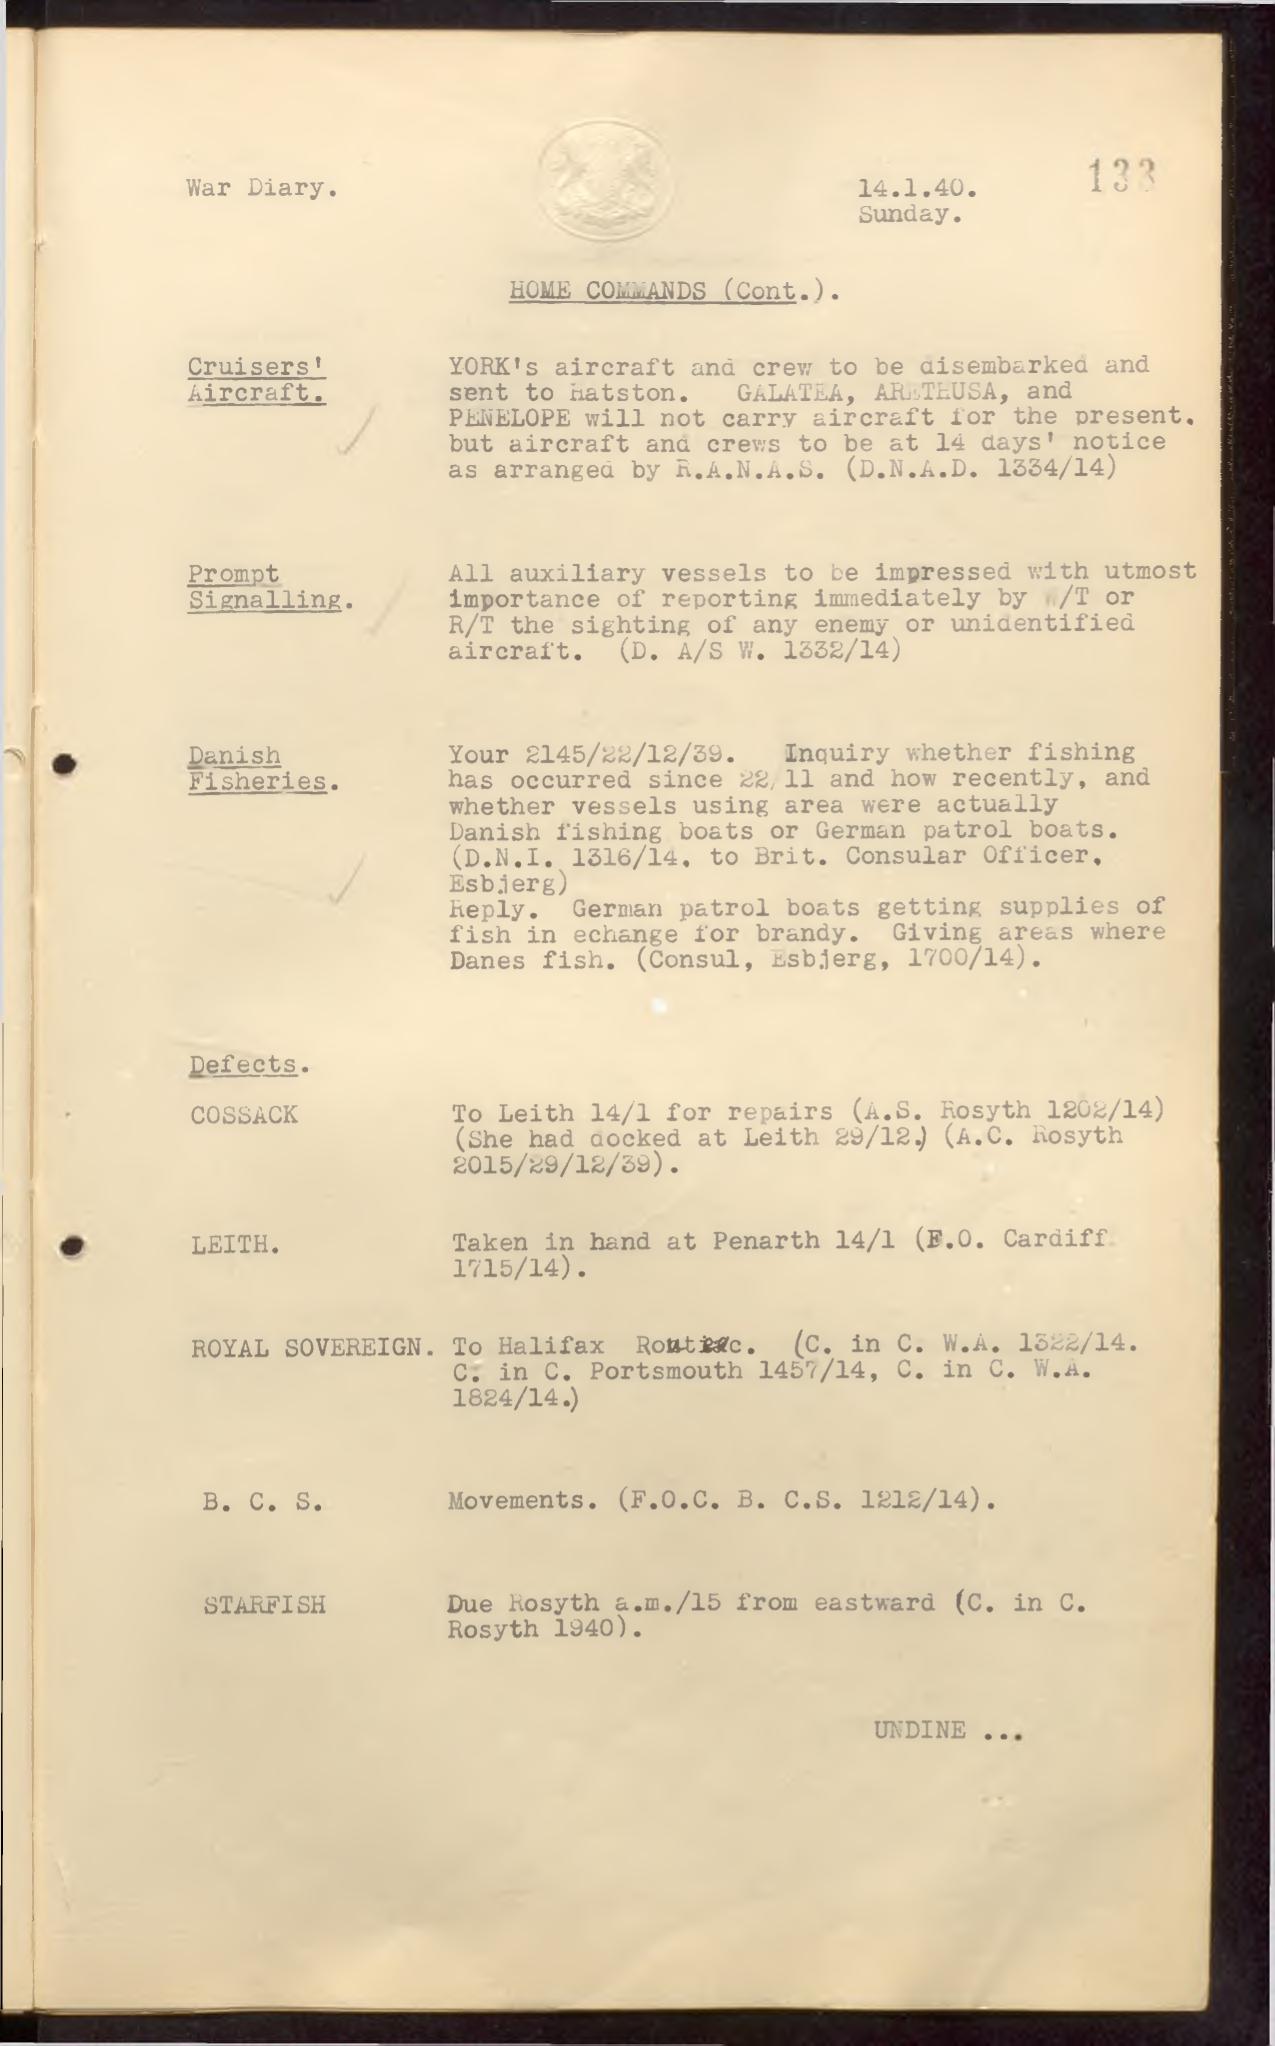 133
War Diary.
14.1.40.
Sunday.
HOME COMMANDS (Cont.).
Cruisers'
Aircraft.
YORK's aircraft and crew to be disembarked and
sent to Hatston. GALATEA, ARETHUSA, and
PENELOPE will not carry aircraft for the present.
but aircraft and crews to be at 14 days' notice
as arranged by R.A.N.A.S. (D.N.A.D. 1334/14)
Prompt
Signalling.
All auxiliary vessels to be impressed with utmost
importance of reporting immediately by W/T or
R/T the sighting of any enemy or unidentified
aircraft. (D. A/S W. 1332/14)
Danish
Fisheries.
Your 2145/22/12/39. Inquiry whether fishing
has occurred since 22/11 and how recently, and
whether vessels using area were actually
Danish fishing boats or German patrol boats.
(D.N.I. 1316/14. to Brit. Consular Officer.
Esbjerg)
Reply. German patrol boats getting supplies of
fish in echange for brandy. Giving areas where
Danes fish. (Consul, Esbjerg, 1700/14).
Defects.
COSSACK
To Leith 14/1 for repairs (A.S. Rosyth 1202/14)
(She had docked at Leith 29/12.) (A.C. Rosyth
2015/29/12/39).
LEITH.
Taken in hand at Penarth 14/1 (F.O. Cardiff
1715/14).
ROYAL SOVEREIGN.
To Halifax (C. in C. W.A. 1322/14.
C. in C. Portsmouth 1457/14, C. in C. W.A.
1824/14.)
B. C. S.
Movements. (F.O.C. B. C.S. 1212/14).
STARFISH
Due Rosyth a.m./15 from eastward (C. in C.
Rosyth 1940).
UNDINE ...